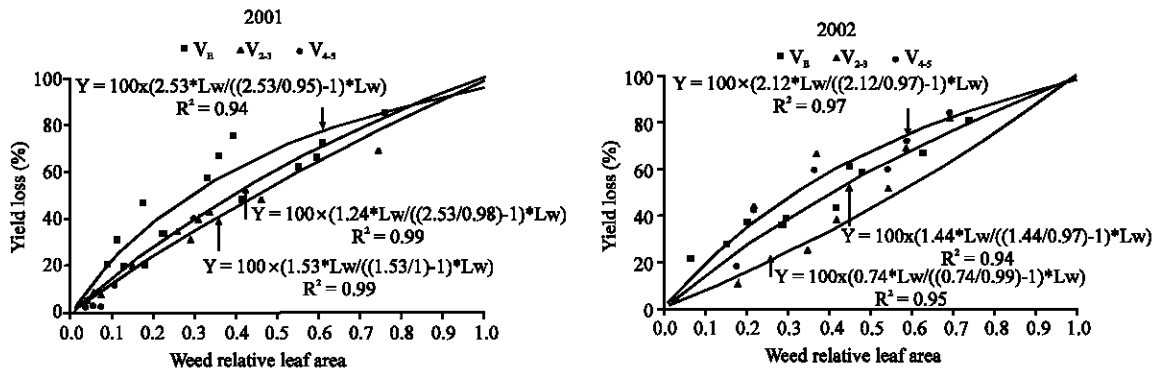 2001
■ V_E ▲ V_2-3 ● V_4-5
Y = 100x(2.53*Lw/((2.53/0.95)-1)*Lw)
R² = 0.94
Y = 100×(1.24*Lw/((2.53/0.98)-1)*Lw)
R² = 0.99
Y = 100×(1.53*Lw/((1.53/1)-1)*Lw)
R² = 0.99
Yield loss (%)
100
80
60
40
20
0
0.0 0.1 0.2 0.3 0.4 0.5 0.6 0.7 0.8 0.9 1.0
Weed relative leaf area
2002
■ V_E ▲ V_2-3 ● V_4-5
Y = 100×(2.12*Lw/((2.12/0.97)-1)*Lw)
R² = 0.97
Y = 100x(1.44*Lw/((1.44/0.97)-1)*Lw)
R² = 0.94
Y = 100x(0.74*Lw/((0.74/0.99)-1)*Lw)
R² = 0.95
Yield loss (%)
100
80
60
40
20
0
0.0 0.1 0.2 0.3 0.4 0.5 0.6 0.7 0.8 0.9 1.0
Weed relative leaf area